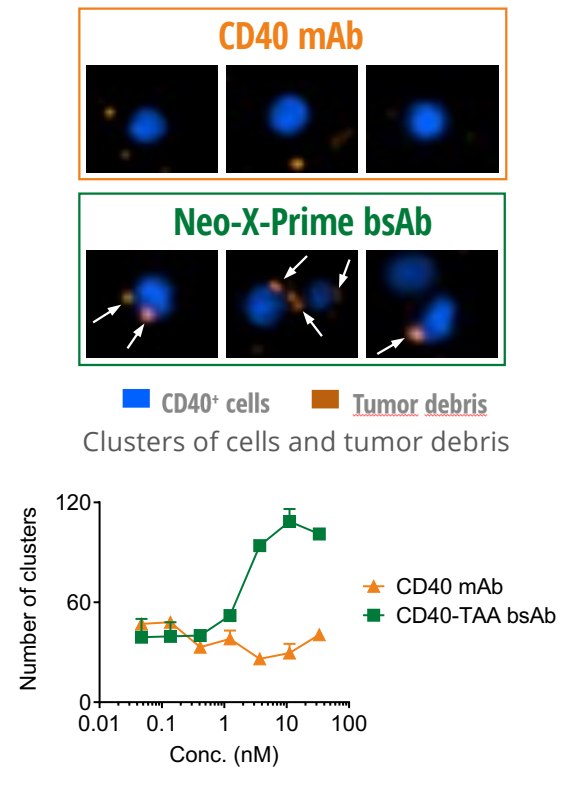 CD40 mAb
Neo-X-Prime bsAb
CD40⁺ cells
Tumor debris
Clusters of cells and tumor debris
Number of clusters
120
60
0
0.01 0.1 1 10 100
Conc. (nM)
CD40 mAb
CD40-TAA bsAb